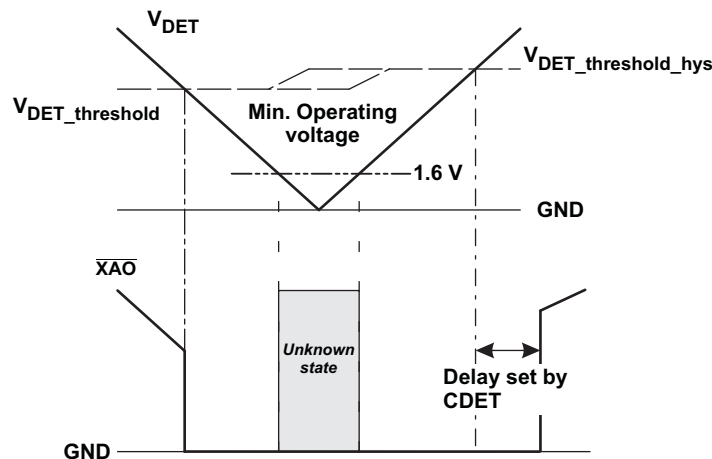 VDET
VDET_threshold_hys
VDET_threshold
Min. Operating
voltage
1.6 V
GND
XAO
Unknown
state
Delay set by
CDET
GND